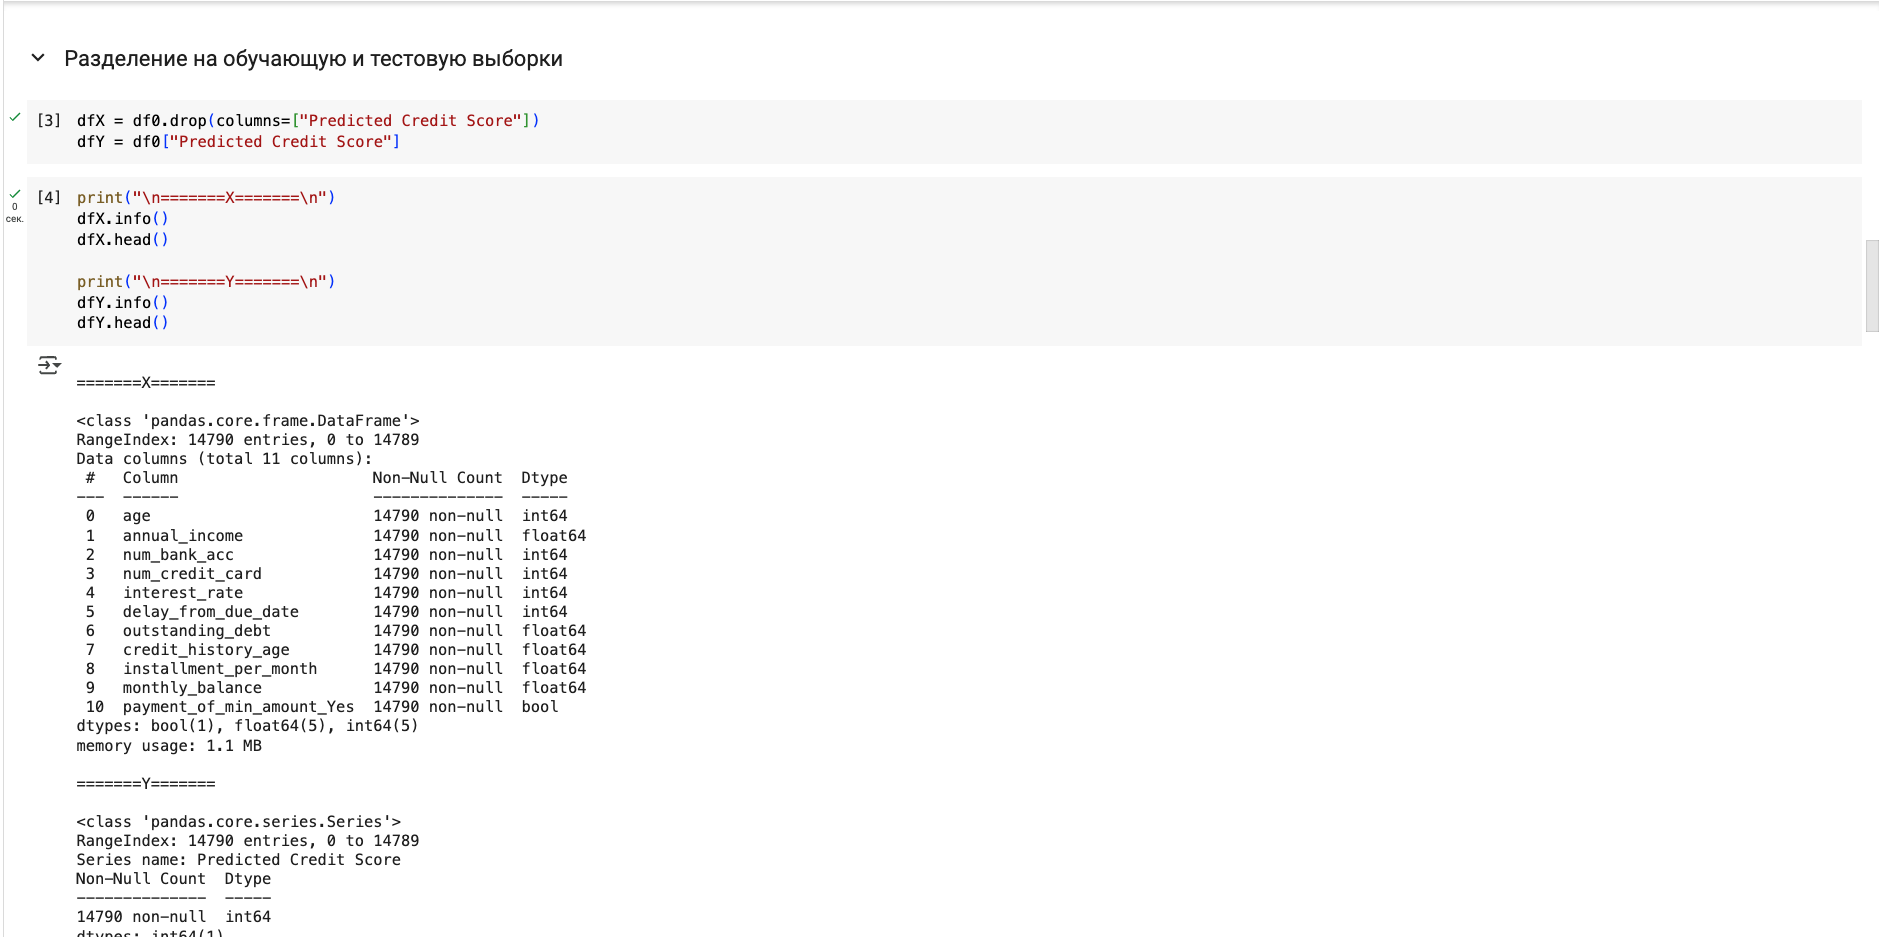 Разделение на обучающую и тестовую выборки
[3] dfX = df0.drop(columns=["Predicted Credit Score"])
dfY = df0["Predicted Credit Score"]
0
сек.
[4] print("\n=======X=======\n")
dfX.info()
dfX.head()
print("\n=======Y=======\n")
dfY.info()
dfY.head()
=======X=======
<class 'pandas.core.frame.DataFrame'>
RangeIndex: 14790 entries, 0 to 14789
Data columns (total 11 columns):
 #   Column                     Non-Null Count  Dtype
---  ------                     --------------  -----
 0   age                        14790 non-null  int64
 1   annual_income              14790 non-null  float64
 2   num_bank_acc               14790 non-null  int64
 3   num_credit_card            14790 non-null  int64
 4   interest_rate              14790 non-null  int64
 5   delay_from_due_date        14790 non-null  int64
 6   outstanding_debt           14790 non-null  float64
 7   credit_history_age         14790 non-null  float64
 8   installment_per_month      14790 non-null  float64
 9   monthly_balance            14790 non-null  float64
 10  payment_of_min_amount_Yes  14790 non-null  bool
dtypes: bool(1), float64(5), int64(5)
memory usage: 1.1 MB
=======Y=======
<class 'pandas.core.series.Series'>
RangeIndex: 14790 entries, 0 to 14789
Series name: Predicted Credit Score
Non-Null Count  Dtype
--------------  -----
14790 non-null  int64
dtypes: int64(1)